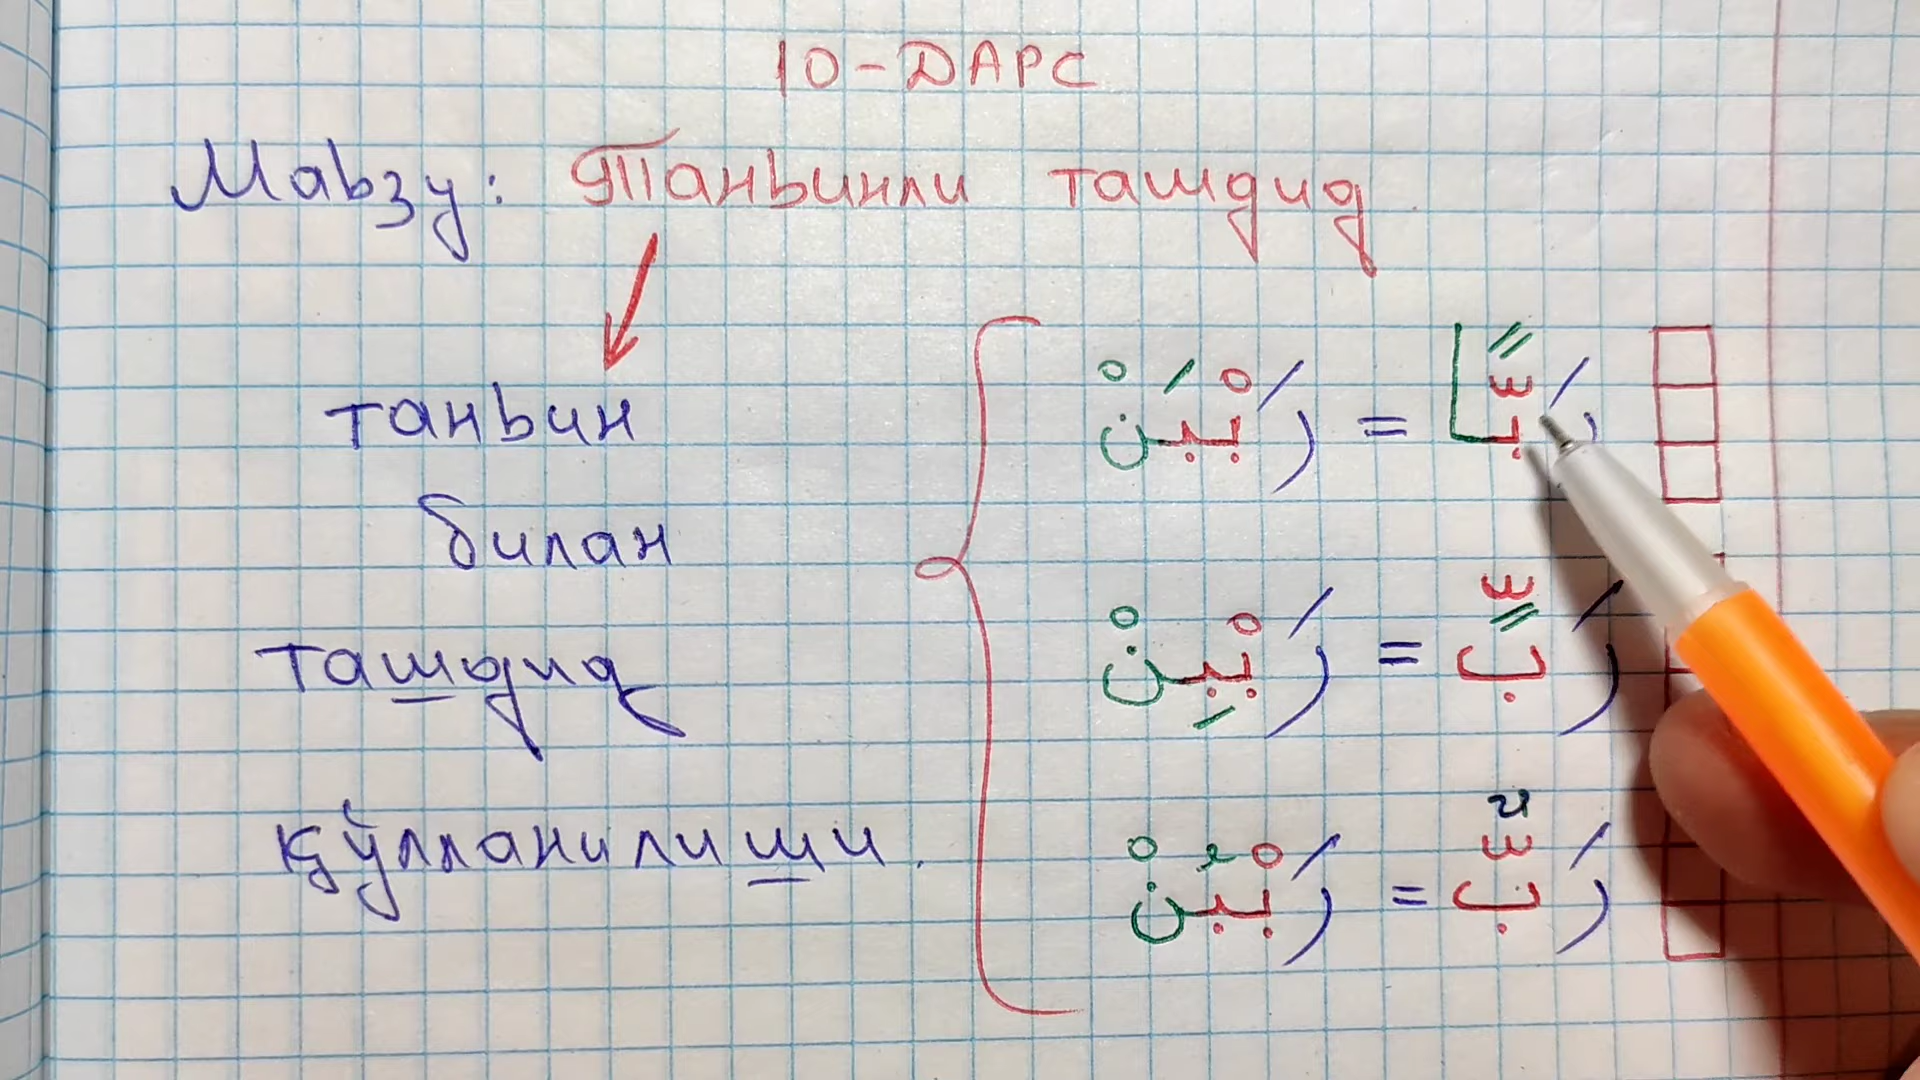 10-ДАРС
Мавзу: Танвинли ташдид
танвин
билан
ташдид
қўлланилиши.
رَبًّا = رَبْبَنْ
رَبٍّ = رَبْبِنْ
رَبٌّ = رَبْبُنْ